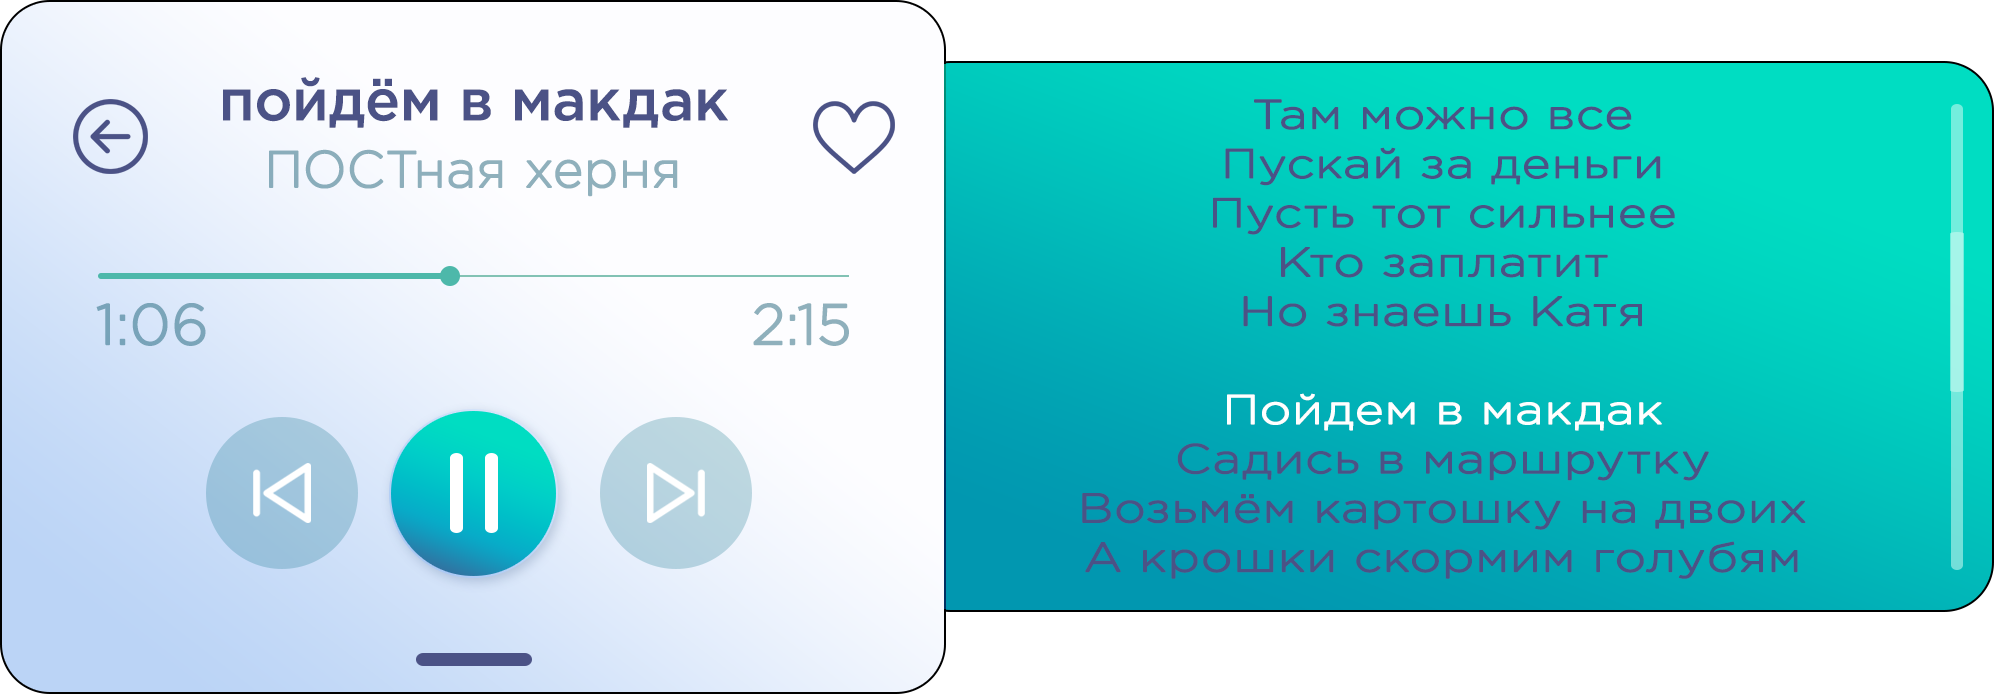 пойдём в макдак
ПОСТная херня
1:06
2:15
Там можно все
Пускай за деньги
Пусть тот сильнее
Кто заплатит
Но знаешь Катя
Пойдем в макдак
Садись в маршрутку
Возьмём картошку на двоих
А крошки скормим голубям